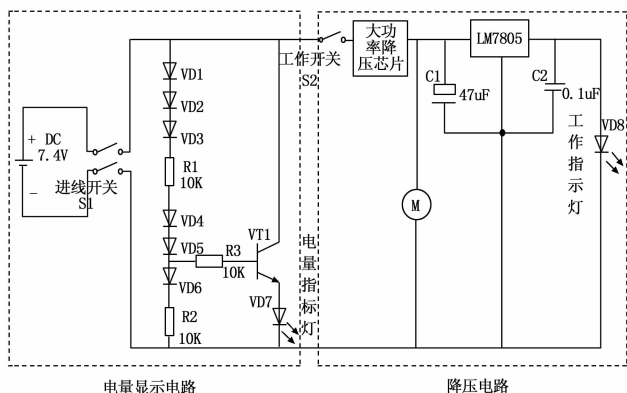 + DC
7.4V
−
进线开关
S1
VD1
VD2
VD3
R1
10K
VD4
VD5
VD6
R2
10K
R3
10K
VT1
VD7
电量指标灯
工作开关
S2
大功
率降
压芯片
LM7805
C1
47uF
C2
0.1uF
M
工作指示灯
VD8
电量显示电路
降压电路